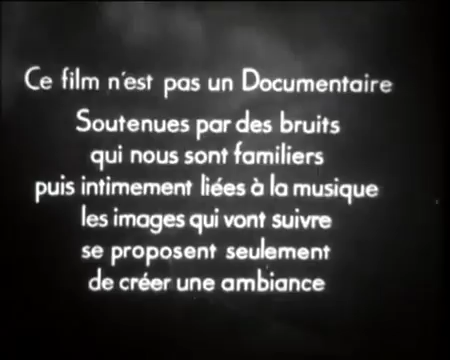 Ce film n'est pas un Documentaire
Soutenues par des bruits
qui nous sont familiers
puis intimement liées à la musique
les images qui vont suivre
se proposent seulement
de créer une ambiance